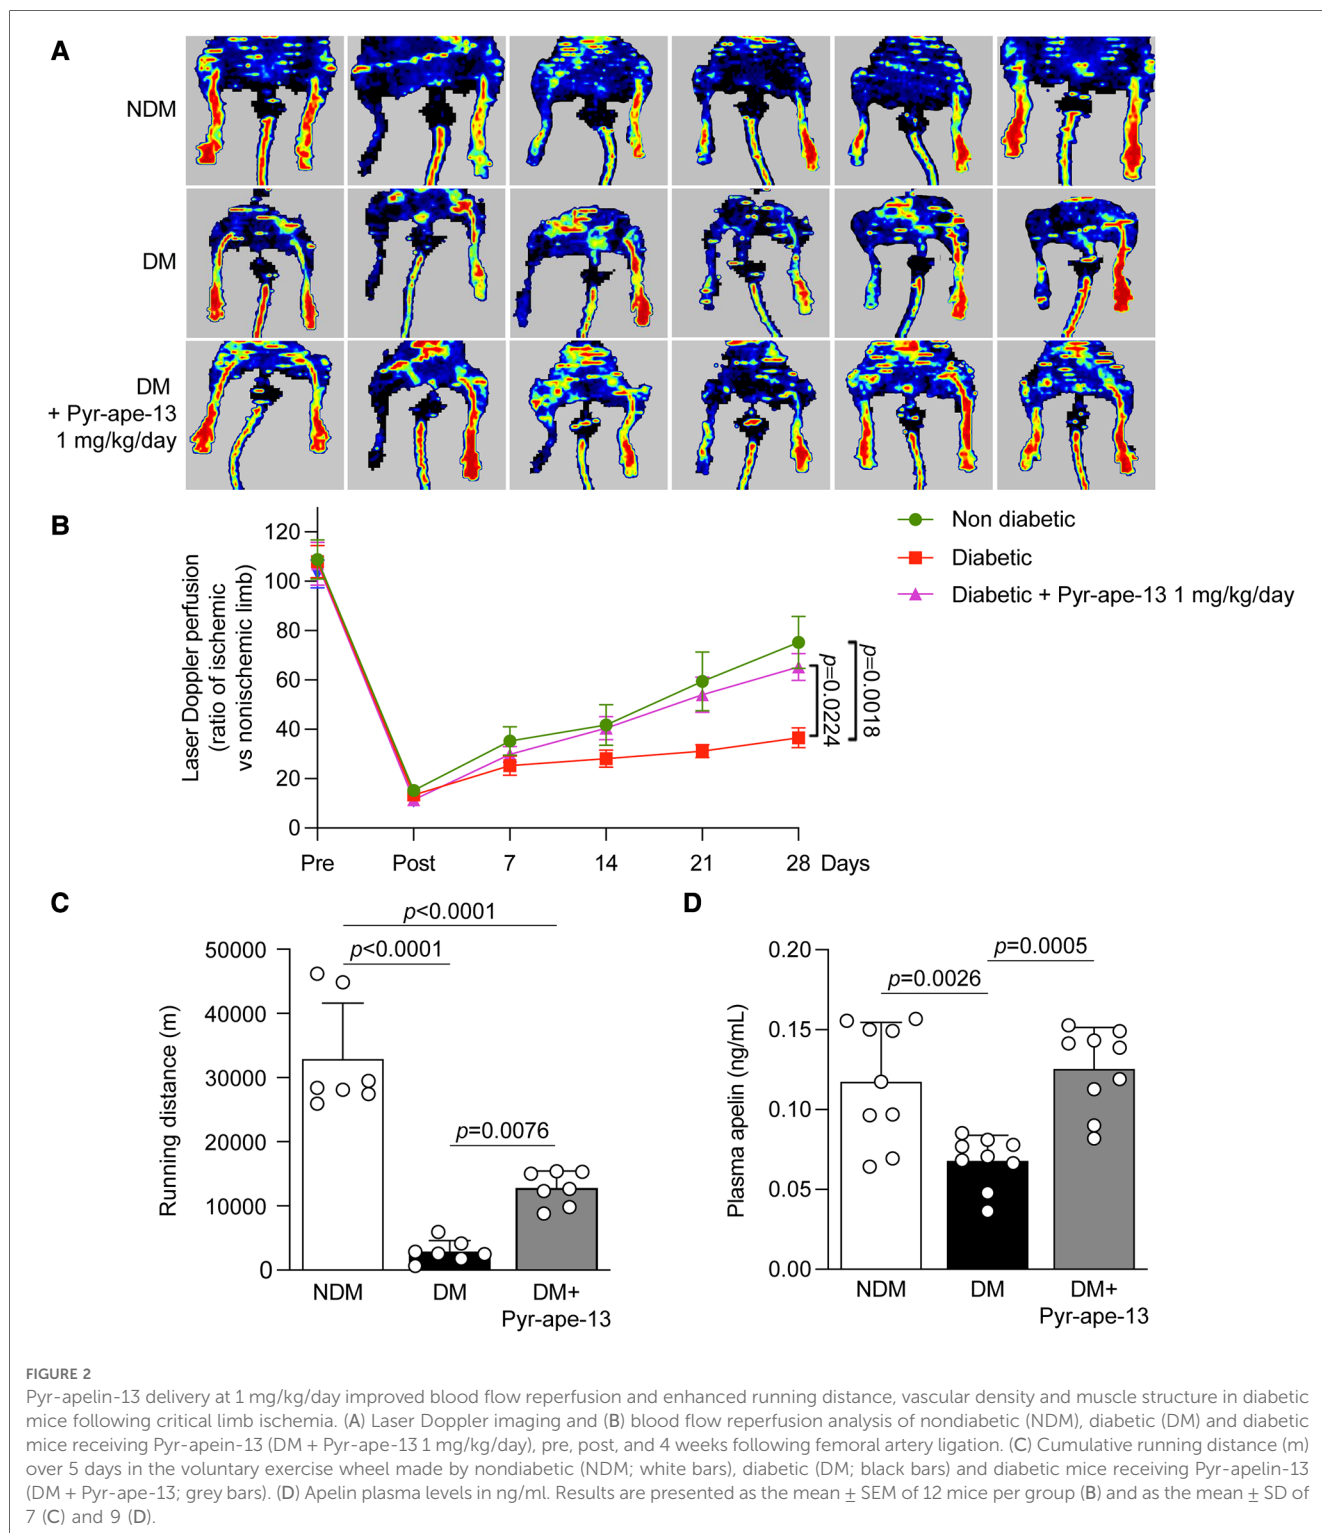 A
NDM
DM
DM
+ Pyr-ape-13
1 mg/kg/day
B
Laser Doppler perfusion
(ratio of ischemic
vs nonischemic limb)
120
100
80
60
40
20
0
Pre
Post
7
14
21
28
Days
Non diabetic
Diabetic
Diabetic + Pyr-ape-13 1 mg/kg/day
p=0.0224
p=0.0018
C
Running distance (m)
50000
40000
30000
20000
10000
0
p<0.0001
p<0.0001
p=0.0076
NDM
DM
DM+
Pyr-ape-13
D
Plasma apelin (ng/mL)
0.20
0.15
0.10
0.05
0.00
p=0.0005
p=0.0026
NDM
DM
DM+
Pyr-ape-13
FIGURE 2
Pyr-apelin-13 delivery at 1 mg/kg/day improved blood flow reperfusion and enhanced running distance, vascular density and muscle structure in diabetic
mice following critical limb ischemia. (A) Laser Doppler imaging and (B) blood flow reperfusion analysis of nondiabetic (NDM), diabetic (DM) and diabetic
mice receiving Pyr-apein-13 (DM + Pyr-ape-13 1 mg/kg/day), pre, post, and 4 weeks following femoral artery ligation. (C) Cumulative running distance (m)
over 5 days in the voluntary exercise wheel made by nondiabetic (NDM; white bars), diabetic (DM; black bars) and diabetic mice receiving Pyr-apelin-13
(DM + Pyr-ape-13; grey bars). (D) Apelin plasma levels in ng/ml. Results are presented as the mean ± SEM of 12 mice per group (B) and as the mean ± SD of
7 (C) and 9 (D).